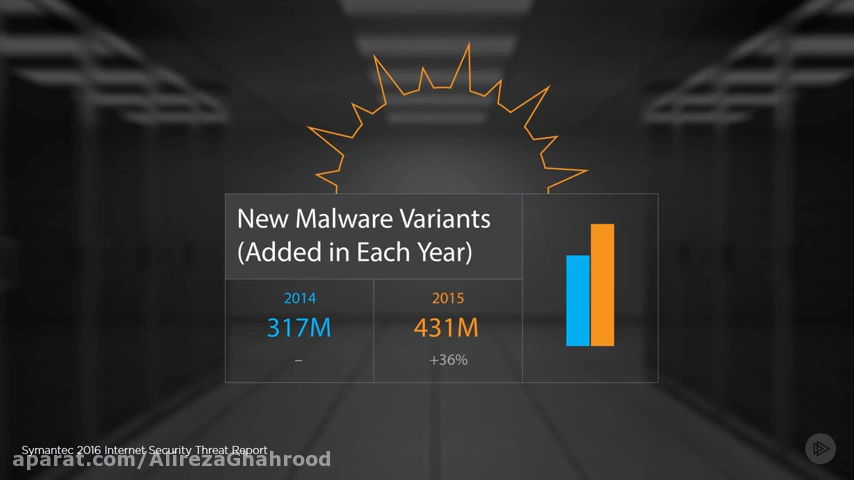 New Malware Variants
(Added in Each Year)
2014
2015
317M
431M
–
+36%
Symantec 2016 Internet Security Threat Report
aparat.com/AlirezaGhahrood